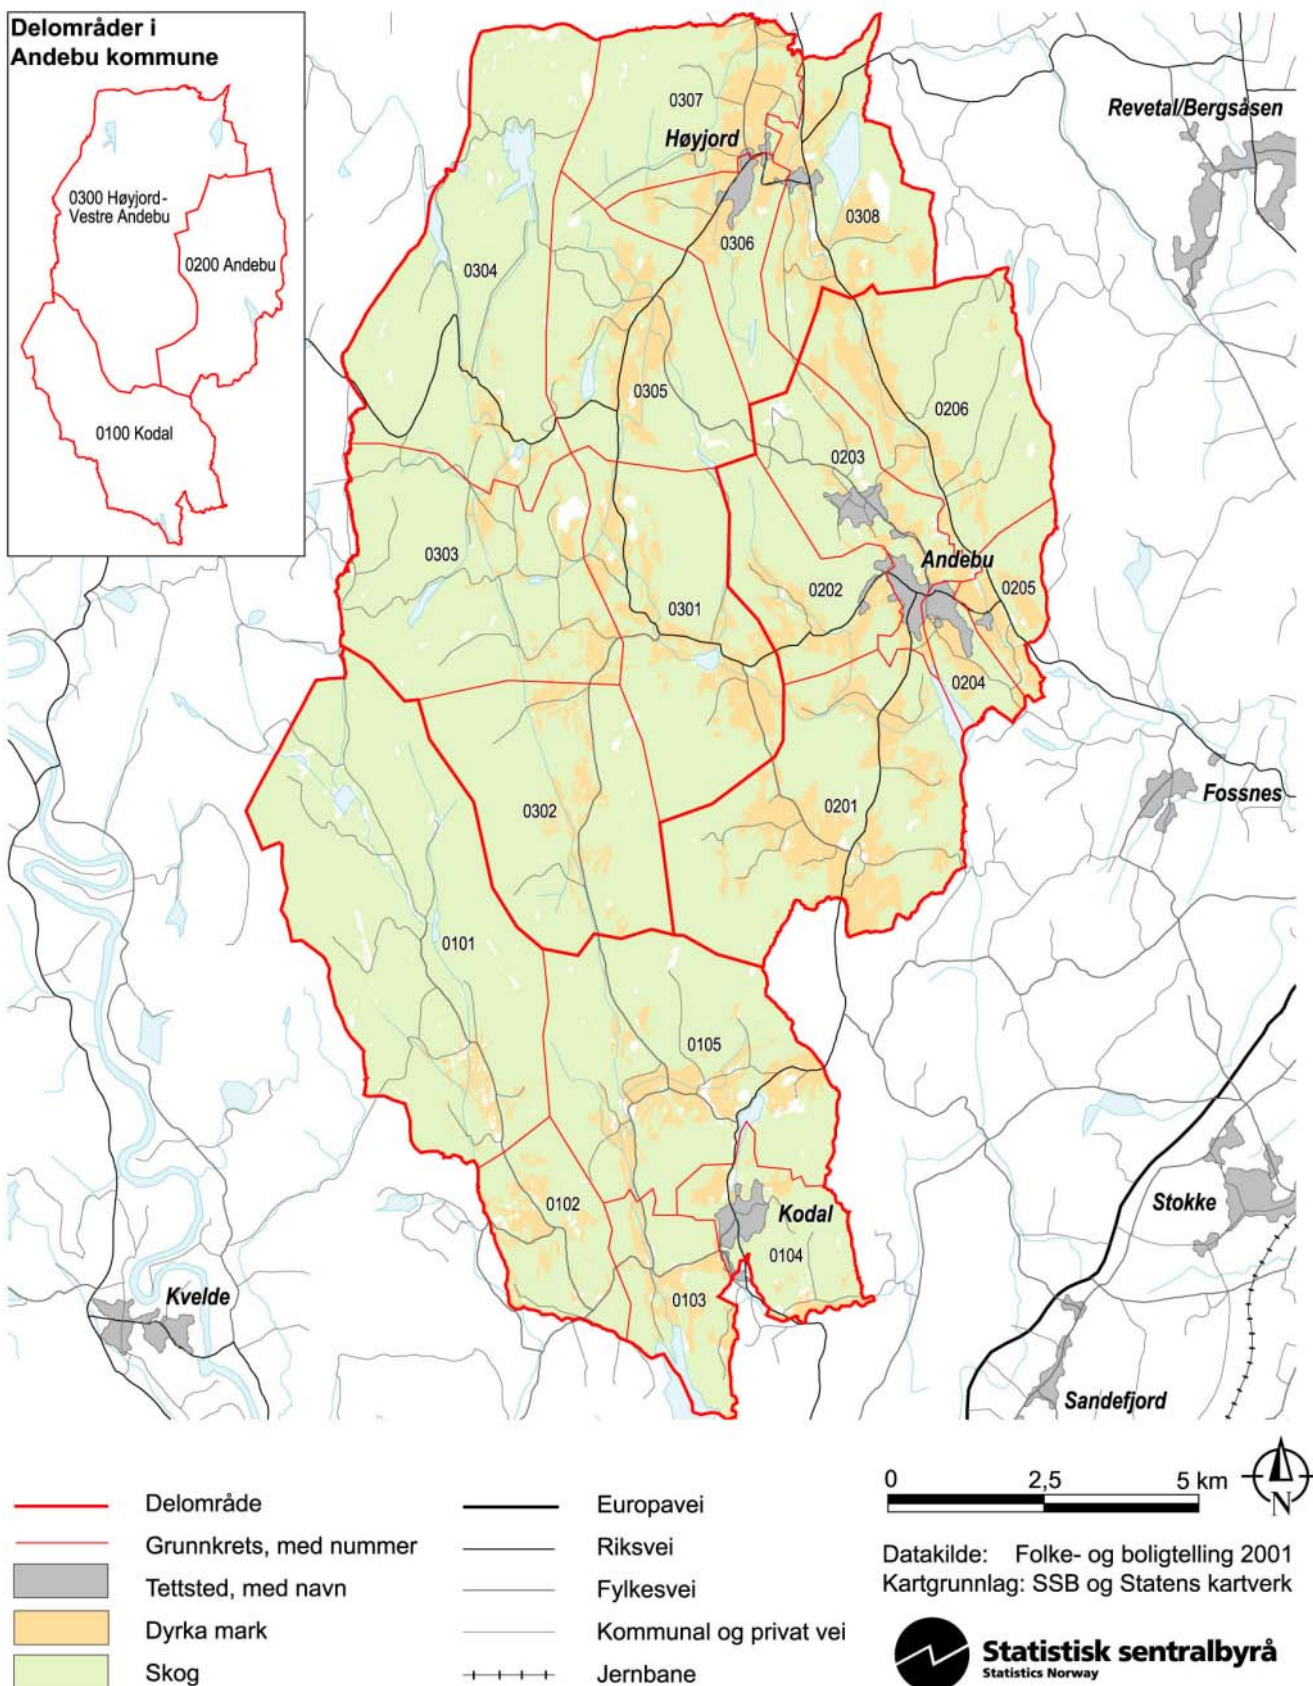 Delområder i
Andebu kommune
0300 Høyjord-
Vestre Andebu
0200 Andebu
0100 Kodal
Revetal/Bergsåsen
0307
Høyjord
0308
0306
0304
0305
0206
0203
Andebu
0303
0202
0205
0301
0204
Fossnes
0302
0201
0101
0105
Stokke
0102
Kodal
0104
Kvelde
0103
Sandefjord
Delområde
Grunnkrets, med nummer
Tettsted, med navn
Dyrka mark
Skog
Europavei
Riksvei
Fylkesvei
Kommunal og privat vei
Jernbane
0 2,5 5 km
N
Datakilde: Folke- og boligtelling 2001
Kartgrunnlag: SSB og Statens kartverk
Statistisk sentralbyrå
Statistics Norway